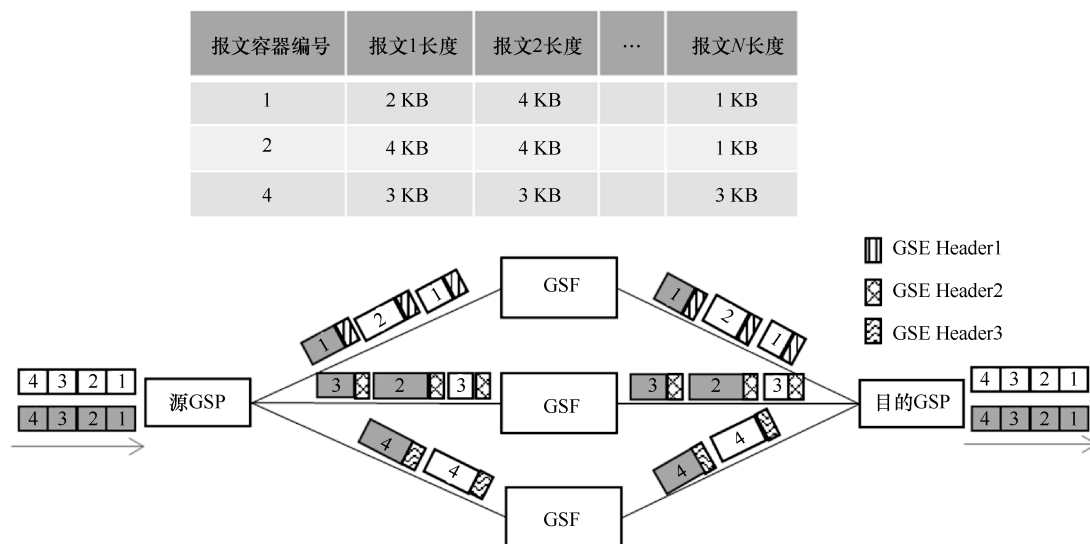 报文容器编号 报文1长度 报文2长度 … 报文N长度
1 2 KB 4 KB 1 KB
2 4 KB 4 KB 1 KB
4 3 KB 3 KB 3 KB
GSE Header1
GSE Header2
GSE Header3
1 2 1
GSF
1 2 1
4 3 2 1
4 3 2 1
源GSP
3 2 3
GSF
3 2 3
目的GSP
4 3 2 1
4 3 2 1
4 4
GSF
4 4